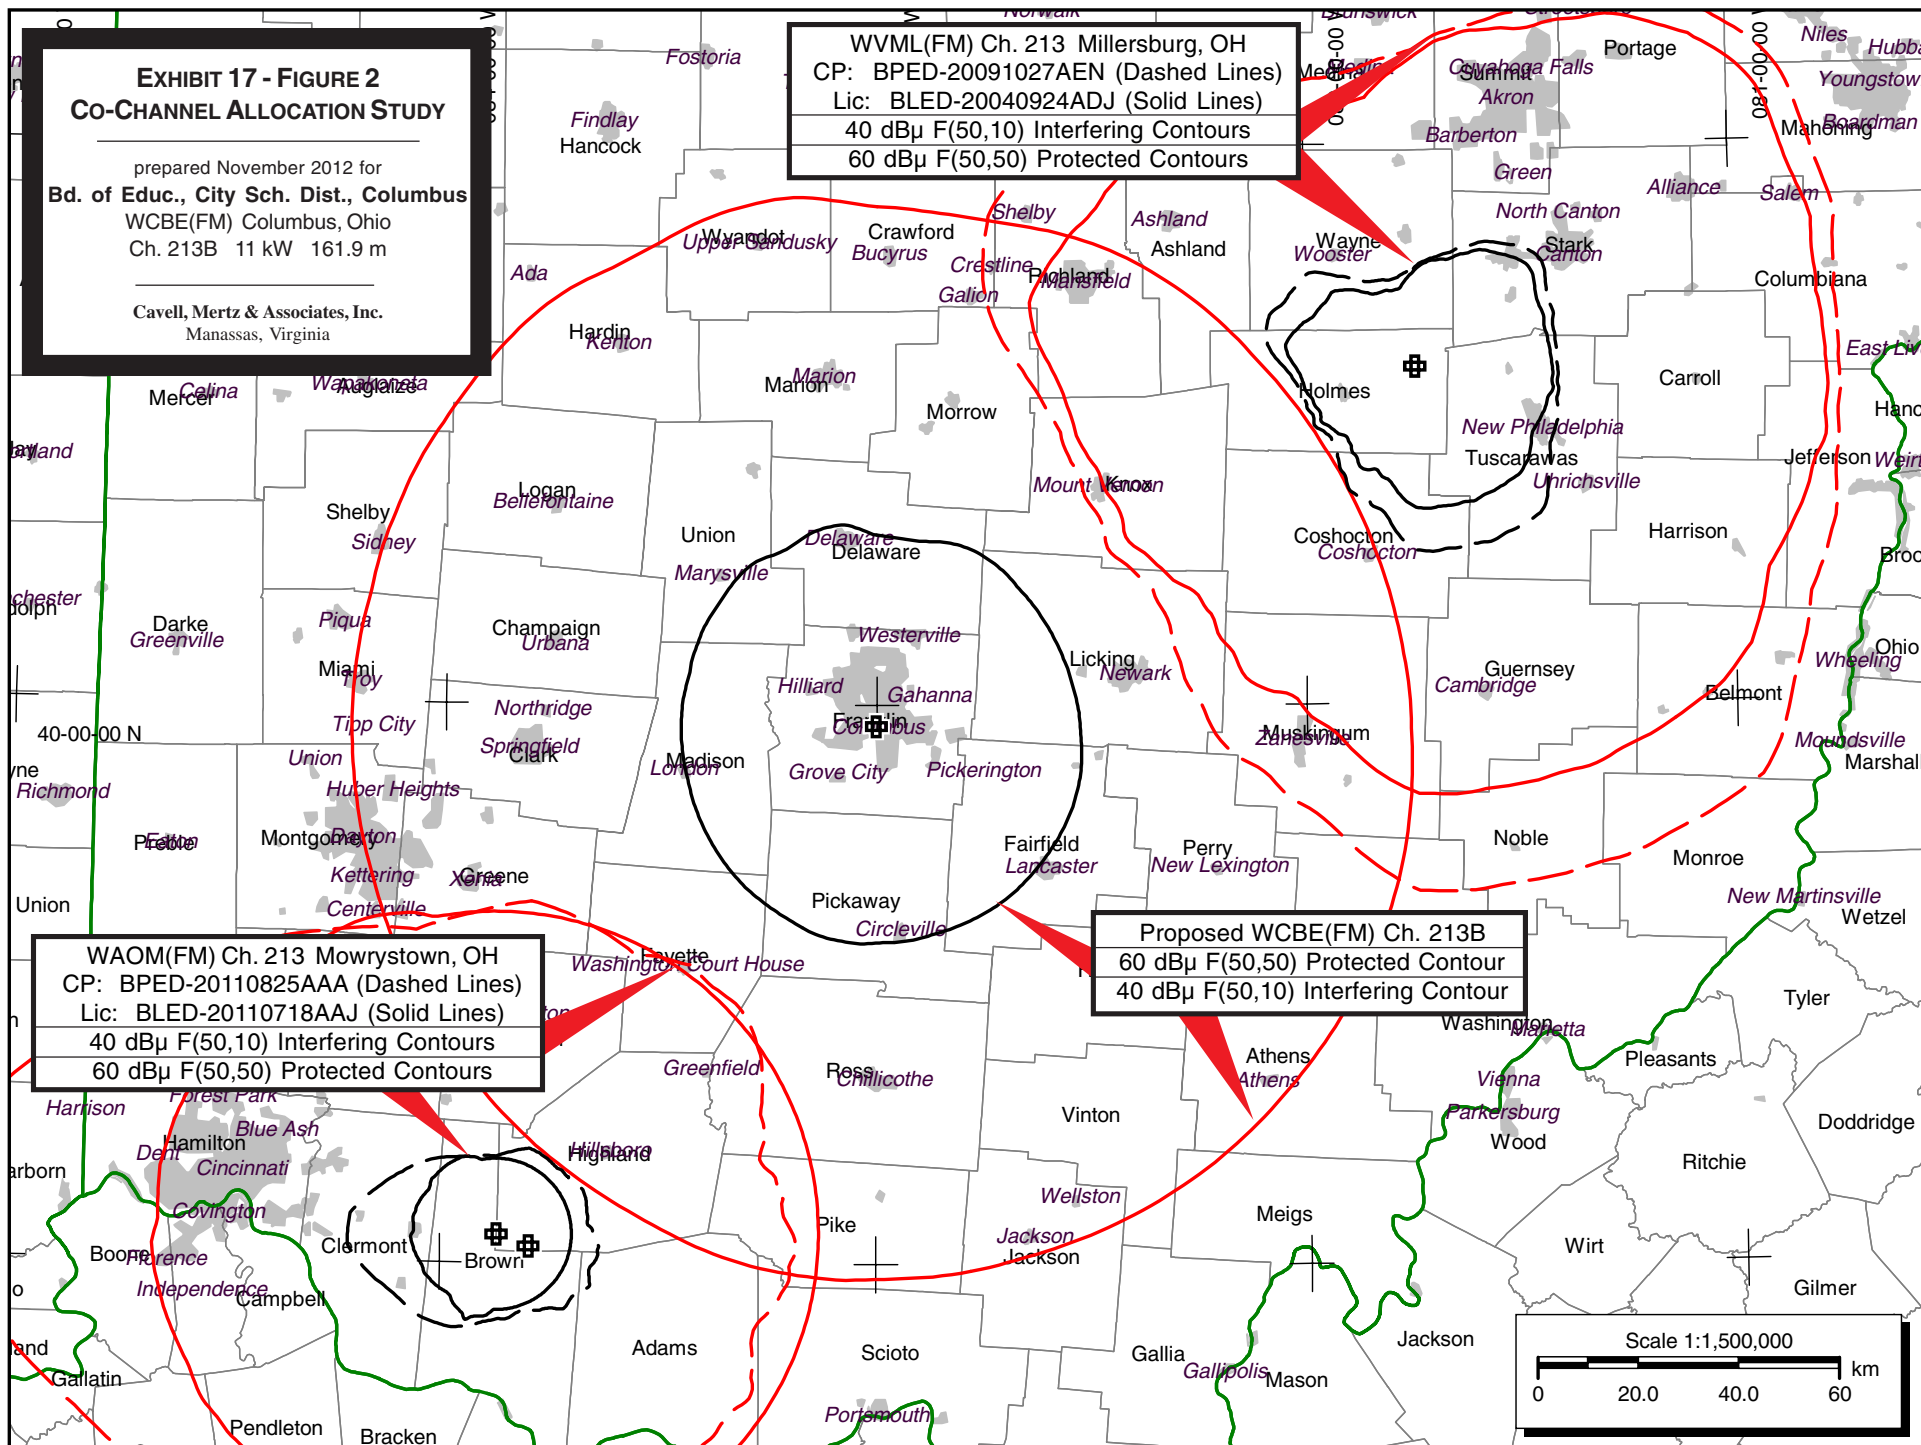 EXHIBIT 17 - FIGURE 2
CO-CHANNEL ALLOCATION STUDY
prepared November 2012 for
Bd. of Educ., City Sch. Dist., Columbus
WCBE(FM) Columbus, Ohio
Ch. 213B 11 kW 161.9 m
Cavell, Mertz & Associates, Inc.
Manassas, Virginia
WVML(FM) Ch. 213 Millersburg, OH
CP: BPED-20091027AEN (Dashed Lines)
Lic: BLED-20040924ADJ (Solid Lines)
40 dBµ F(50,10) Interfering Contours
60 dBµ F(50,50) Protected Contours
Fostoria
Findlay
Hancock
Portage
Summit
Cuyahoga Falls
Akron
Barberton
Green
Niles
Boardman
Mahoning
Alliance
Salem
North Canton
Stark
Canton
Columbiana
Wayne
Wooster
Ashland
Ashland
Shelby
Richland
Mansfield
Crestline
Galion
Crawford
Bucyrus
Wyandot
Upper Sandusky
Ada
Hardin
Kenton
Marion
Marion
Morrow
Mercer
Celina
Auglaize
Wapakoneta
Holmes
Carroll
New Philadelphia
Tuscarawas
Uhrichsville
Jefferson
Harrison
Knox
Mount Vernon
Coshocton
Coshocton
Logan
Bellefontaine
Shelby
Sidney
Union
Marysville
Delaware
Delaware
Darke
Greenville
Piqua
Miami
Troy
Tipp City
Champaign
Urbana
Westerville
Hilliard
Gahanna
Franklin
Columbus
Grove City
Pickerington
Licking
Newark
Guernsey
Cambridge
Belmont
Ohio
Wheeling
Moundsville
Marshall
Muskingum
Zanesville
40-00-00 N
Northridge
Springfield
Clark
Madison
London
Union
Huber Heights
Richmond
Preble
Eaton
Montgomery
Dayton
Kettering
Centerville
Greene
Xenia
Union
Fairfield
Lancaster
Perry
New Lexington
Noble
Monroe
New Martinsville
Wetzel
Pickaway
Circleville
Fayette
Washington Court House
Proposed WCBE(FM) Ch. 213B
60 dBµ F(50,50) Protected Contour
40 dBµ F(50,10) Interfering Contour
WAOM(FM) Ch. 213 Mowrystown, OH
CP: BPED-20110825AAA (Dashed Lines)
Lic: BLED-20110718AAJ (Solid Lines)
40 dBµ F(50,10) Interfering Contours
60 dBµ F(50,50) Protected Contours
Washington
Marietta
Tyler
Pleasants
Athens
Athens
Vienna
Parkersburg
Wood
Doddridge
Ritchie
Greenfield
Ross
Chillicothe
Vinton
Harrison
Forest Park
Blue Ash
Hamilton
Dent
Cincinnati
Covington
Highland
Hillsboro
Wellston
Jackson
Jackson
Pike
Meigs
Wirt
Gilmer
Boone
Florence
Independence
Campbell
Clermont
Brown
Adams
Scioto
Gallia
Gallipolis
Mason
Jackson
Gallatin
Pendleton
Bracken
Portsmouth
Scale 1:1,500,000
0 20.0 40.0 60 km